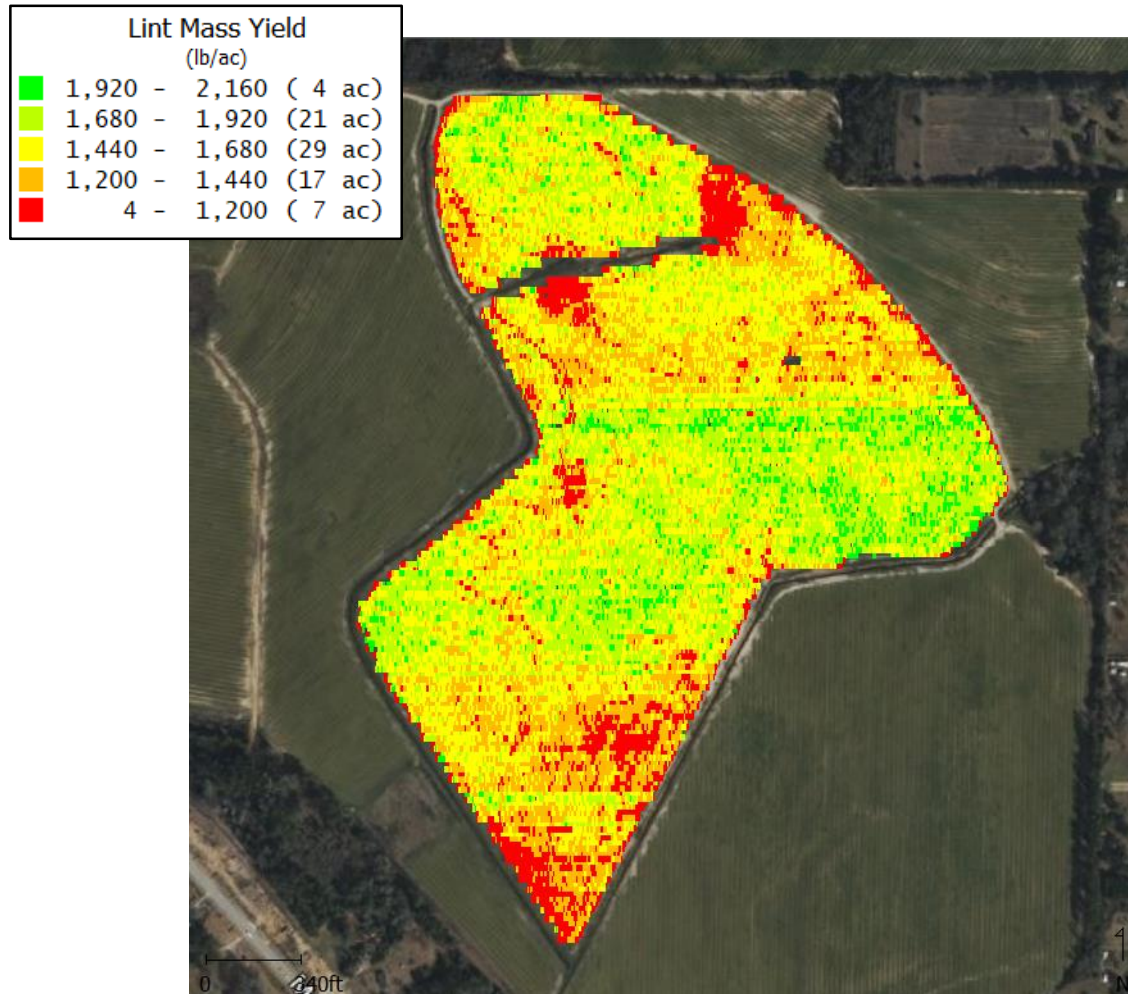 Lint Mass Yield
(lb/ac)
1,920 - 2,160 ( 4 ac)
1,680 - 1,920 (21 ac)
1,440 - 1,680 (29 ac)
1,200 - 1,440 (17 ac)
4 - 1,200 ( 7 ac)
0 340ft
N